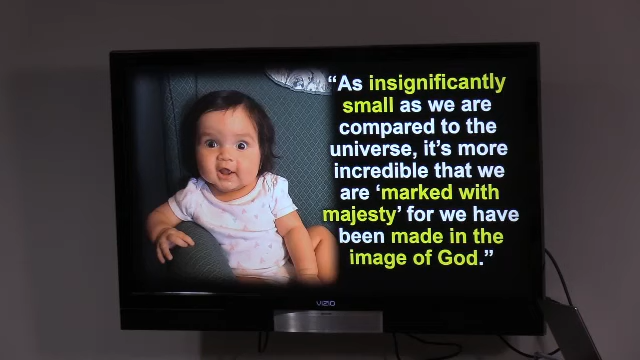 “As insignificantly
small as we are
compared to the
universe, it’s more
incredible that we
are ‘marked with
majesty’ for we have
been made in the
image of God.”
VIZIO